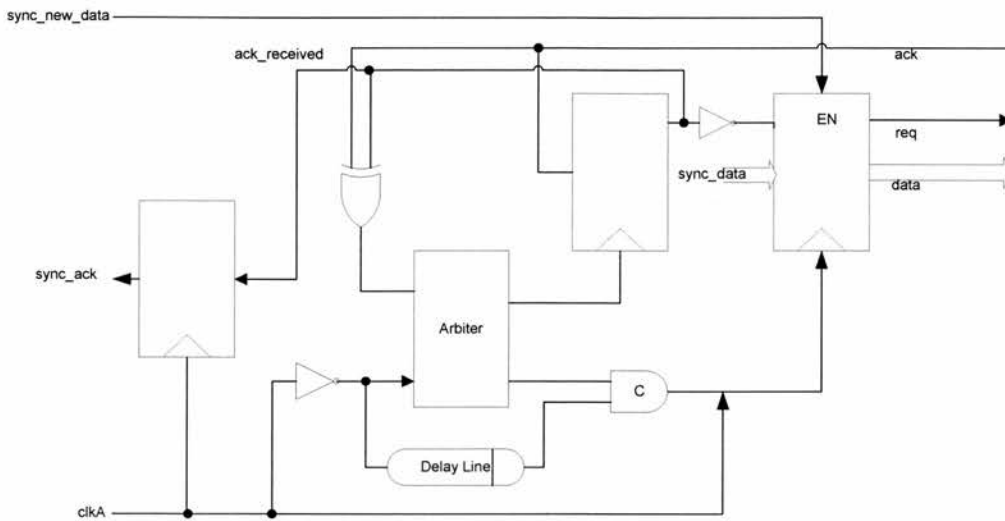 sync_new_data
ack_received
ack
EN
req
sync_data
data
sync_ack
Arbiter
C
Delay Line
clkA